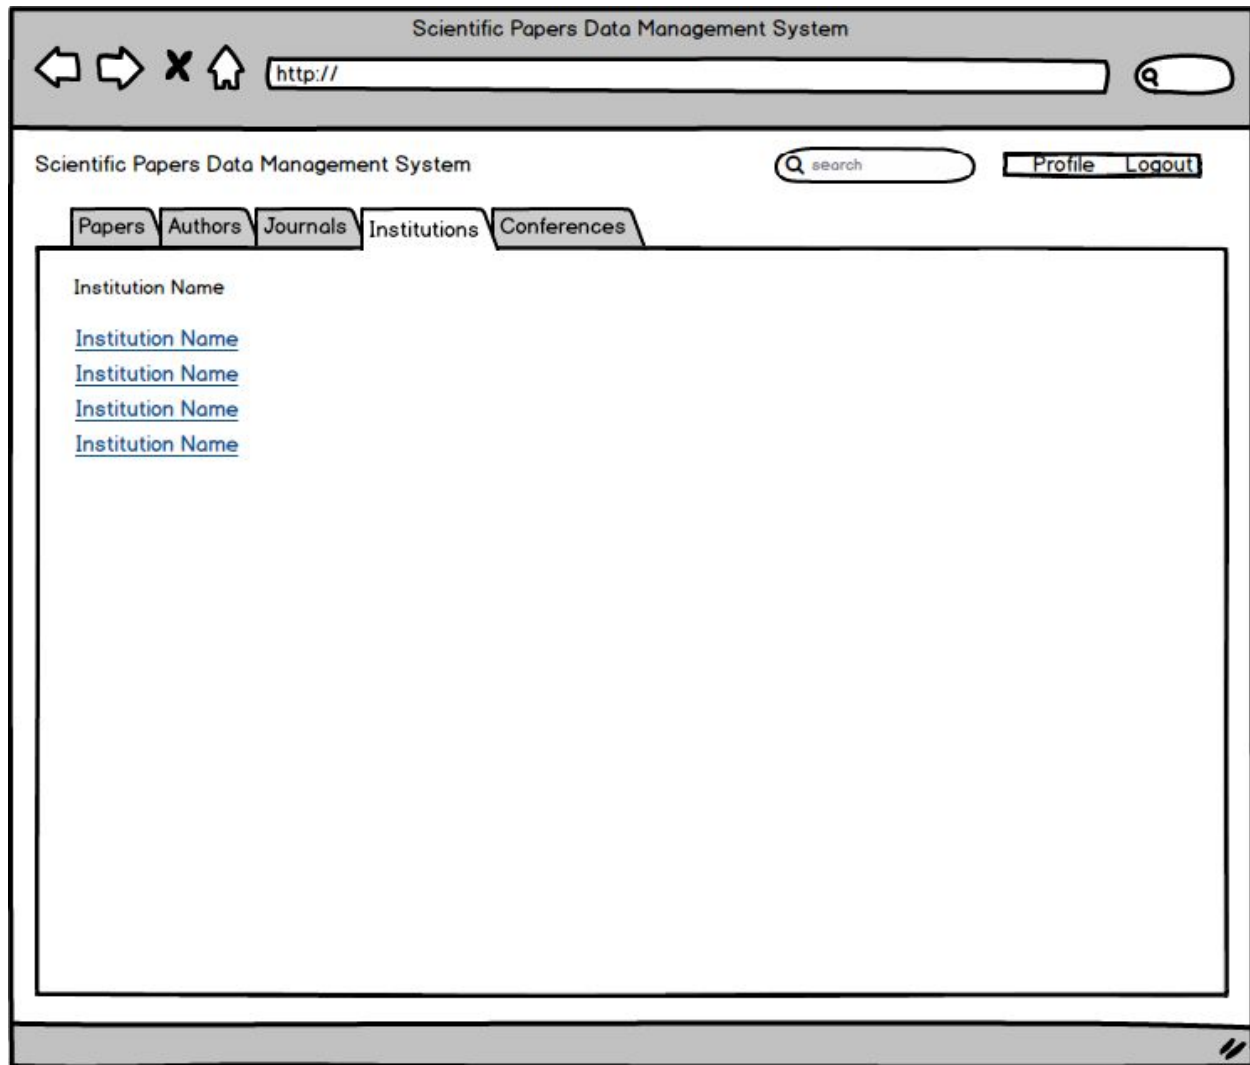 Scientific Papers Data Management System
http://
Scientific Papers Data Management System
search
Profile Logout
Papers Authors Journals Institutions Conferences
Institution Name
Institution Name
Institution Name
Institution Name
Institution Name